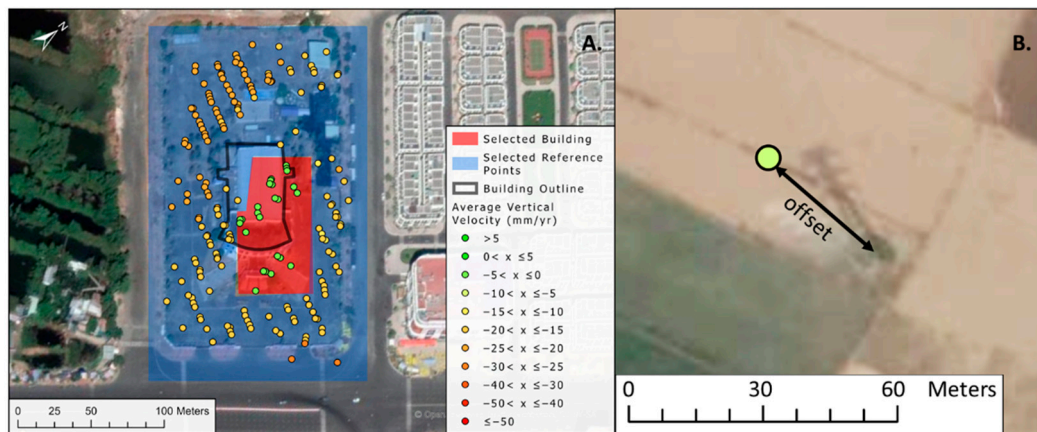 N
A.
Selected Building
Selected Reference
Points
Building Outline
Average Vertical
Velocity (mm/yr)
>5
0< x ≤5
−5< x ≤0
−10< x ≤−5
−15< x ≤−10
−20< x ≤−15
−25< x ≤−20
−30< x ≤−25
−40< x ≤−30
−50< x ≤−40
≤−50
0 25 50 100 Meters
B.
offset
0 30 60 Meters